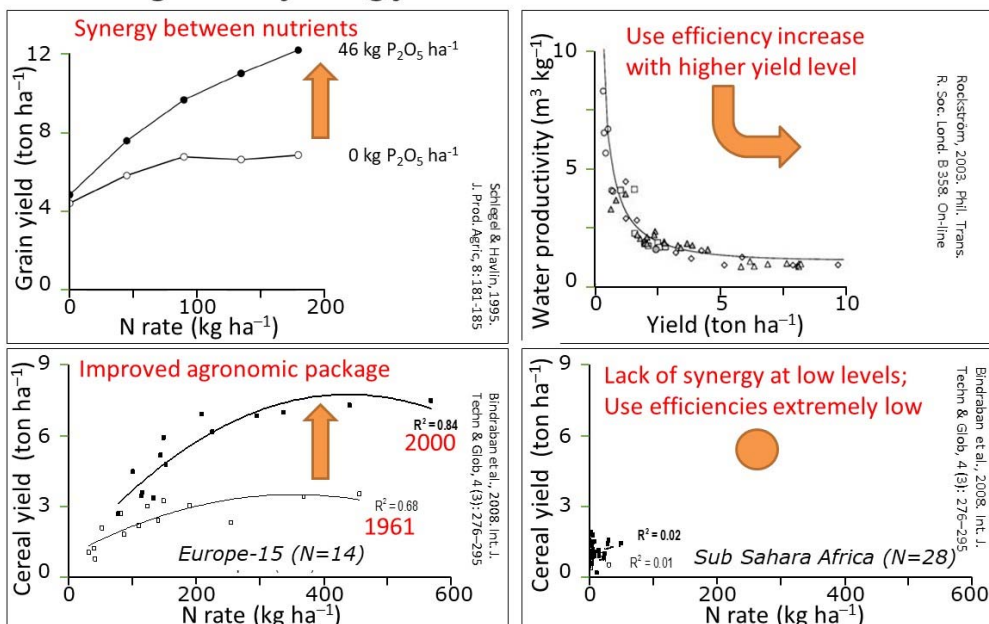 Synergy between nutrients
46 kg P₂O₅ ha⁻¹
0 kg P₂O₅ ha⁻¹
Grain yield (ton ha⁻¹)
12
8
4
0
0
100
200
N rate (kg ha⁻¹)
Schlegel & Havlin, 1995.
J. Prod. Agric, 8: 181-185
Use efficiency increase
with higher yield level
Water productivity (m³ kg⁻¹)
10
5
0
0
5
10
Yield (ton ha⁻¹)
Rockström, 2003. Phil. Trans.
R. Soc. Lond. B 358. On-line
Improved agronomic package
Cereal yield (ton ha⁻¹)
9
6
3
0
R² = 0.84
2000
R² = 0.68
1961
Europe-15 (N=14)
0
200
400
600
N rate (kg ha⁻¹)
Bindraban et al., 2008. Int. J.
Techn & Glob, 4 (3): 276–295
Lack of synergy at low levels;
Use efficiencies extremely low
Cereal yield (ton ha⁻¹)
9
6
3
0
R² = 0.02
R² = 0.01
Sub Sahara Africa (N=28)
0
200
400
600
N rate (kg ha⁻¹)
Bindraban et al., 2008. Int. J.
Techn & Glob, 4 (3): 276–295